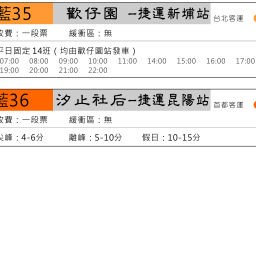 藍35 歡仔園－捷運新埔站 台北客運
收費：一段票 緩衝區：無
平日固定14班（均由歡仔園站發車）
07:00 08:00 09:00 10:00 11:00 14:00 15:00 16:00 17:00
19:00 20:00 21:00 22:00
藍36 汐止社后－捷運昆陽站 首都客運
收費：一段票 緩衝區：無
尖峰：4-6分 離峰：5-10分 假日：10-15分